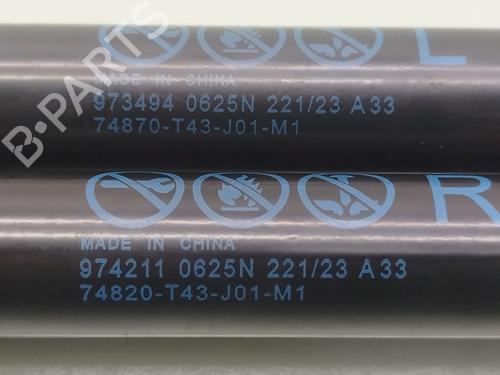 L
MADE IN CHINA
973494 0625N 221/23 A33
74870-T43-J01-M1
R
MADE IN CHINA
974211 0625N 221/23 A33
74820-T43-J01-M1